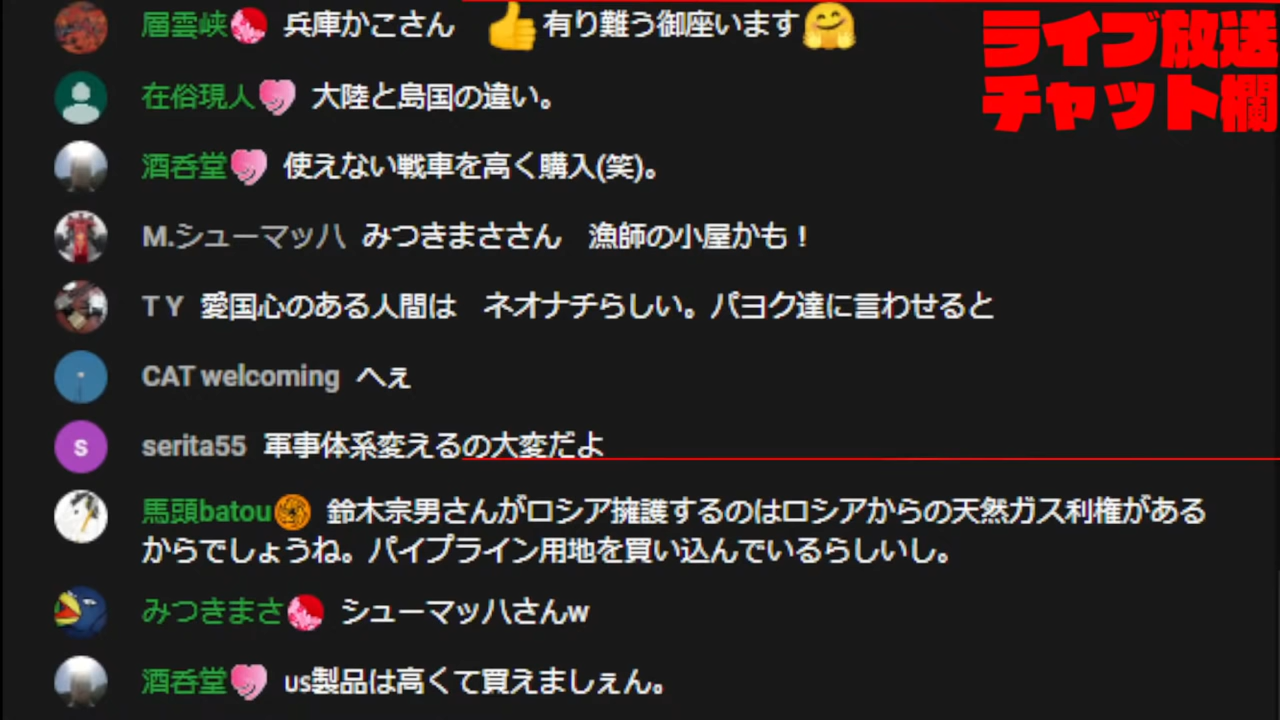 層雲峡 兵庫かこさん 👍有り難う御座います🤗
ライブ放送
チャット欄
在俗現人 大陸と島国の違い。
酒呑堂 使えない戦車を高く購入(笑)。
M.シューマッハ みつきまささん 漁師の小屋かも！
T Y 愛国心のある人間は ネオナチらしい。パヨク達に言わせると
CAT welcoming へぇ
S serita55 軍事体系変えるの大変だよ
馬頭batou 鈴木宗男さんがロシア擁護するのはロシアからの天然ガス利権がある
からでしょうね。パイプライン用地を買い込んでいるらしいし。
みつきまさ シューマッハさんw
酒呑堂 us製品は高くて買えましぇん。